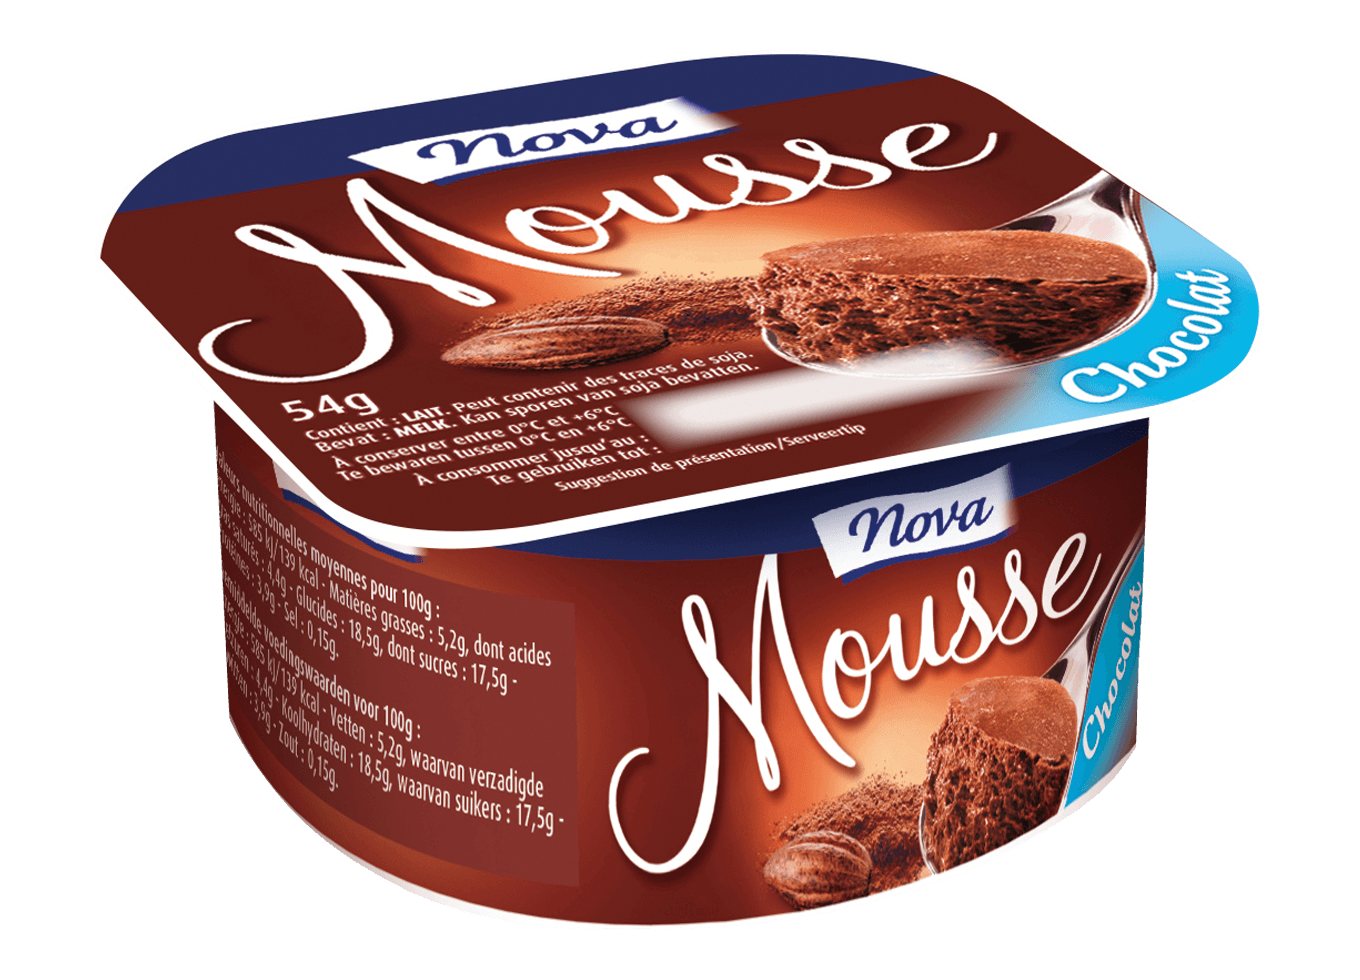 Nova
Mousse
Chocolat
54g
Contient : LAIT. Peut contenir des traces de soja.
Bevat : MELK. Kan sporen van soja bevatten.
À conserver entre 0°C et +6°C
Te bewaren tussen 0°C en +6°C
À consommer jusqu'au :
Te gebruiken tot :
Suggestion de présentation/Serveertip
Nova
Mousse
Chocolat
nutritionnelles moyennes pour 100g :
: 585 kJ/139 kcal - Matières grasses : 5,2g, dont acides
saturés : 4,4g - Glucides : 18,5g, dont sucres : 17,5g -
: 3,9g - Sel : 0,15g.
voedingswaarden voor 100g :
: 585 kJ/139 kcal - Vetten : 5,2g, waarvan verzadigde
: 4,4g - Koolhydraten : 18,5g, waarvan suikers : 17,5g -
: 3,9g - Zout : 0,15g.